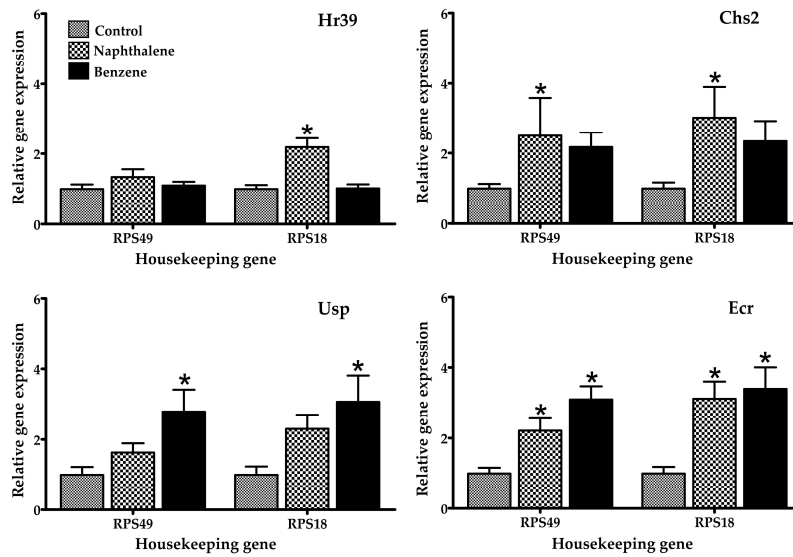 Hr39
Control
Naphthalene
Benzene
Relative gene expression
6
4
2
0
*
RPS49
RPS18
Housekeeping gene
Chs2
Relative gene expression
6
4
2
0
*
*
RPS49
RPS18
Housekeeping gene
Usp
Relative gene expression
6
4
2
0
*
*
RPS49
RPS18
Housekeeping gene
Ecr
Relative gene expression
6
4
2
0
*
*
*
*
RPS49
RPS18
Housekeeping gene